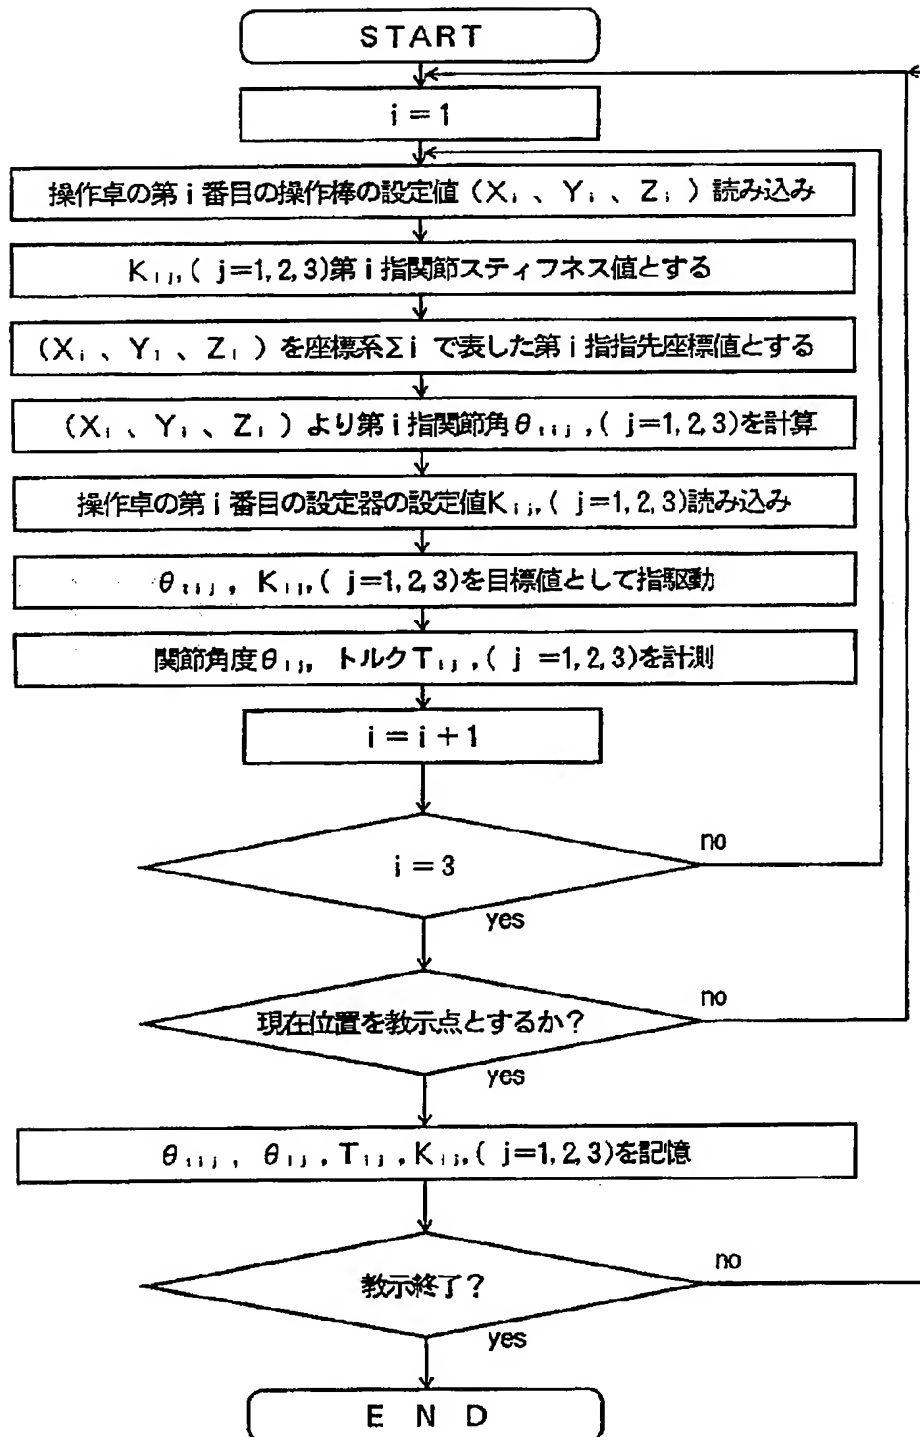 START
i=1
操作卓の第i番目の操作棒の設定値(Xi、Yi、Zi)読み込み
Kij,( j=1,2,3)第i指関節スティフネス値とする
(Xi、Yi、Zi)を座標系Σiで表した第i指指先座標値とする
(Xi、Yi、Zi)より第i指関節角θtij,( j=1,2,3)を計算
操作卓の第i番目の設定器の設定値Kij,( j=1,2,3)読み込み
θtij, Kij,( j=1,2,3)を目標値として指駆動
関節角度θij, トルクTij,( j =1,2,3)を計測
i=i+1
no
i=3
yes
no
現在位置を教示点とするか?
yes
θtij, θij,Tij,Kij,( j=1,2,3)を記憶
no
教示終了?
yes
END